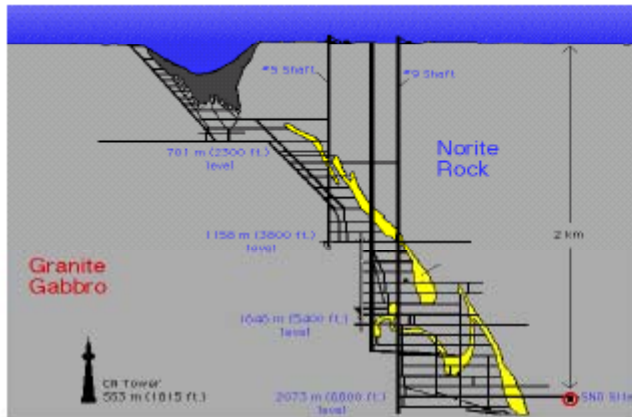 #5 Shaft
#9 Shaft
Norite
Rock
701 m (2300 ft.)
level
2 km
1158 m (3800 ft.)
level
Granite
Gabbro
1646 m (5400 ft.)
level
CN Tower
553 m (1815 ft.)
2073 m (6800 ft.)
level
SNO Site